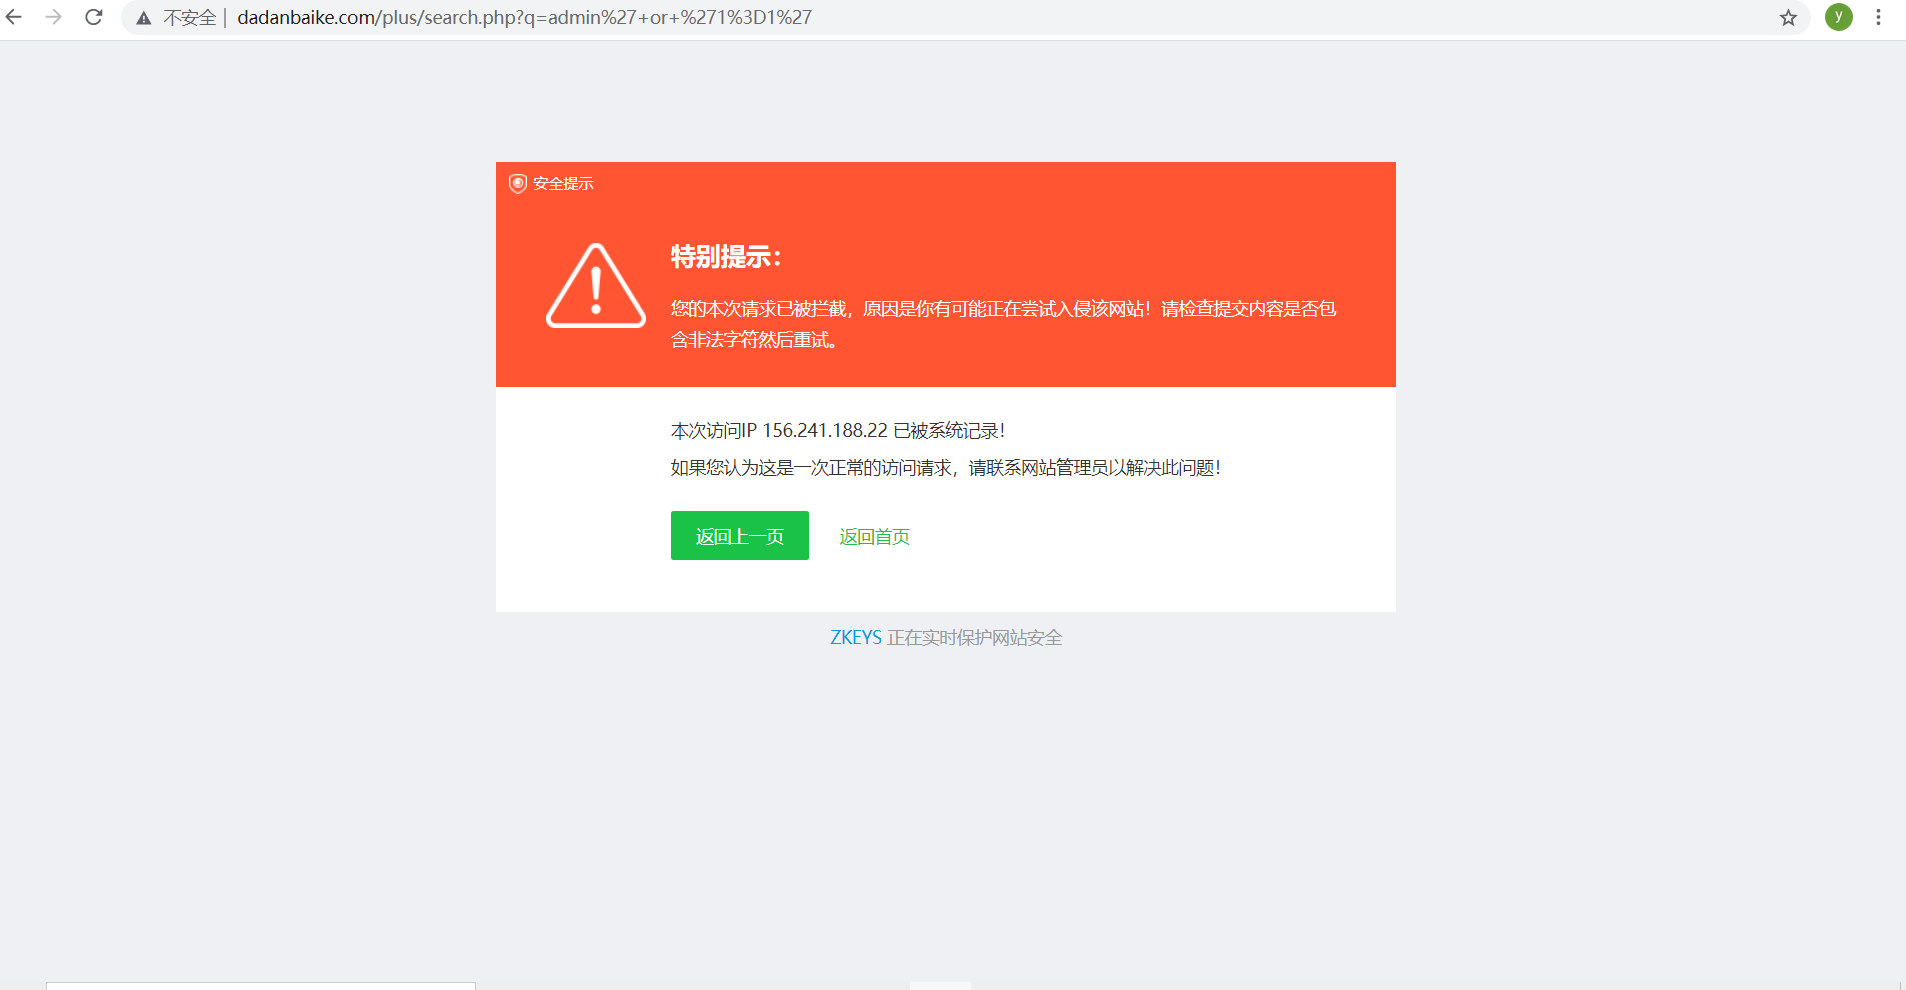 不安全 | dadanbaike.com/plus/search.php?q=admin%27+or+%271%3D1%27
y
安全提示
特别提示：
您的本次请求已被拦截，原因是你有可能正在尝试入侵该网站！请检查提交内容是否包
含非法字符然后重试。
本次访问IP 156.241.188.22 已被系统记录！
如果您认为这是一次正常的访问请求，请联系网站管理员以解决此问题！
返回上一页 返回首页
ZKEYS 正在实时保护网站安全